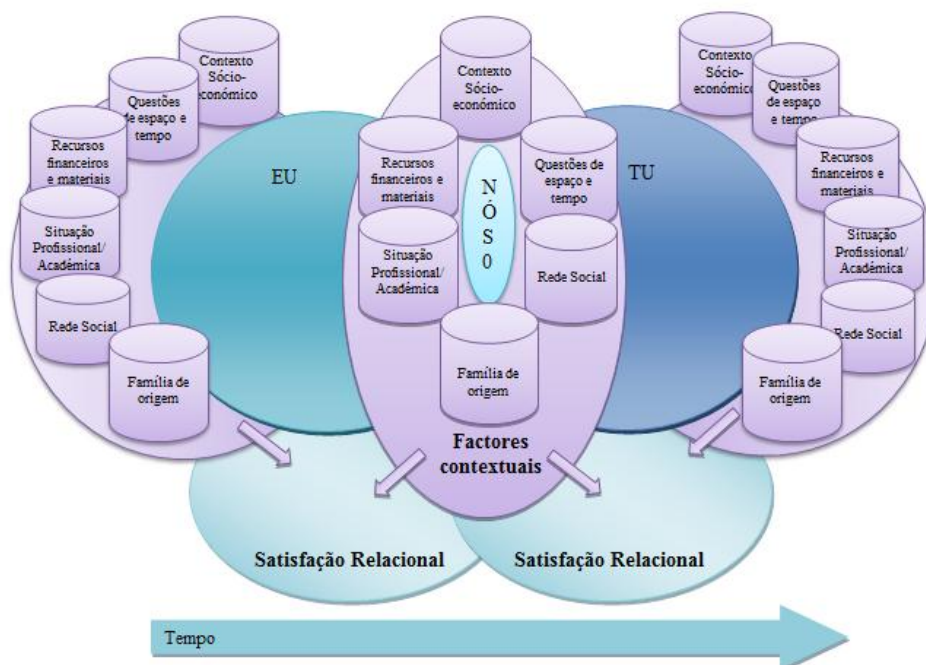 Contexto
Sócio-
económico
Questões
de espaço e
tempo
Recursos
financeiros
e materiais
Situação
Profissional/
Académica
Rede Social
Família de
origem
EU
Contexto
Sócio-
económico
Recursos
financeiros e
materiais
Questões de
espaço e
tempo
Situação
Profissional/
Académica
Rede Social
Família de
origem
N
Ó
S
0
Factores
contextuais
TU
Contexto
Sócio-
económico
Questões
de espaço e
tempo
Recursos
financeiros e
materiais
Situação
Profissional/
Académica
Rede Social
Família de
origem
Satisfação Relacional
Satisfação Relacional
Tempo